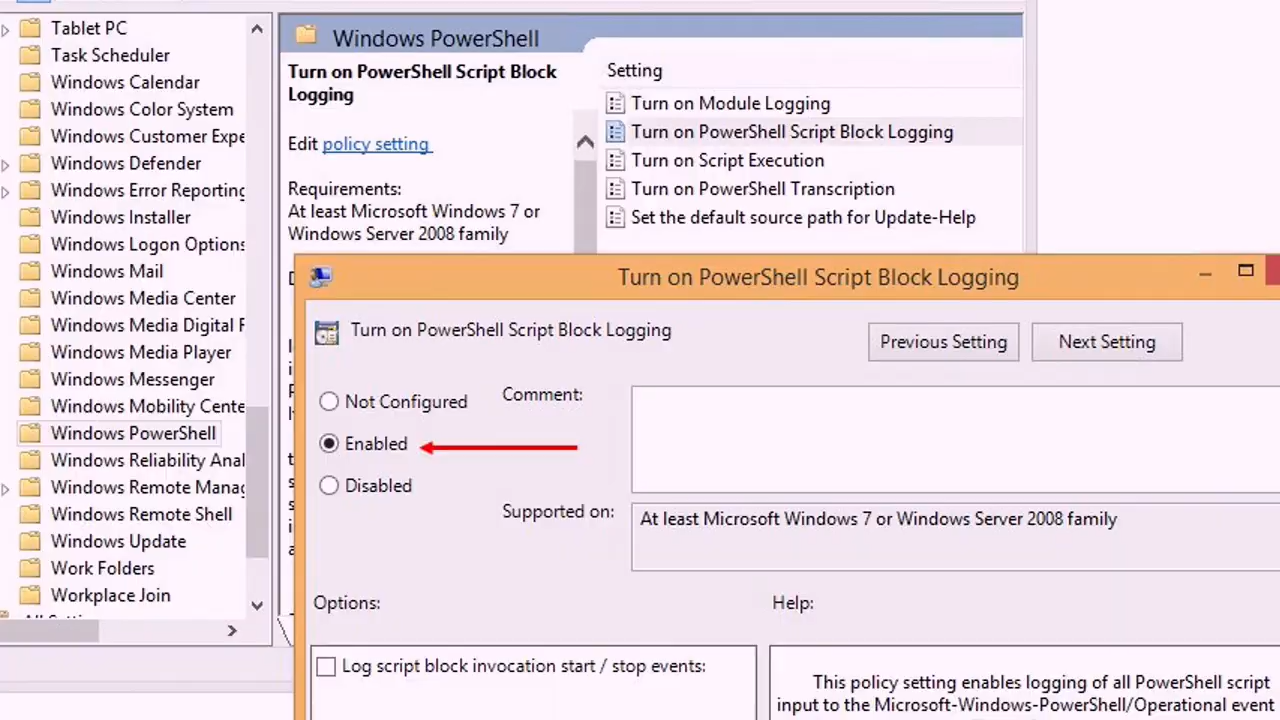 Tablet PC
Task Scheduler
Windows Calendar
Windows Color System
Windows Customer Expe
Windows Defender
Windows Error Reporting
Windows Installer
Windows Logon Options
Windows Mail
Windows Media Center
Windows Media Digital
Windows Media Player
Windows Messenger
Windows Mobility Cente
Windows PowerShell
Windows Reliability Anal
Windows Remote Manag
Windows Remote Shell
Windows Update
Work Folders
Workplace Join
Windows PowerShell
Turn on PowerShell Script Block
Logging
Edit policy setting
Requirements:
At least Microsoft Windows 7 or
Windows Server 2008 family
Setting
Turn on Module Logging
Turn on PowerShell Script Block Logging
Turn on Script Execution
Turn on PowerShell Transcription
Set the default source path for Update-Help
Turn on PowerShell Script Block Logging
Turn on PowerShell Script Block Logging
Previous Setting
Next Setting
Not Configured
Enabled
Disabled
Comment:
Supported on:
At least Microsoft Windows 7 or Windows Server 2008 family
Options:
Help:
Log script block invocation start / stop events:
This policy setting enables logging of all PowerShell script
input to the Microsoft-Windows-PowerShell/Operational event